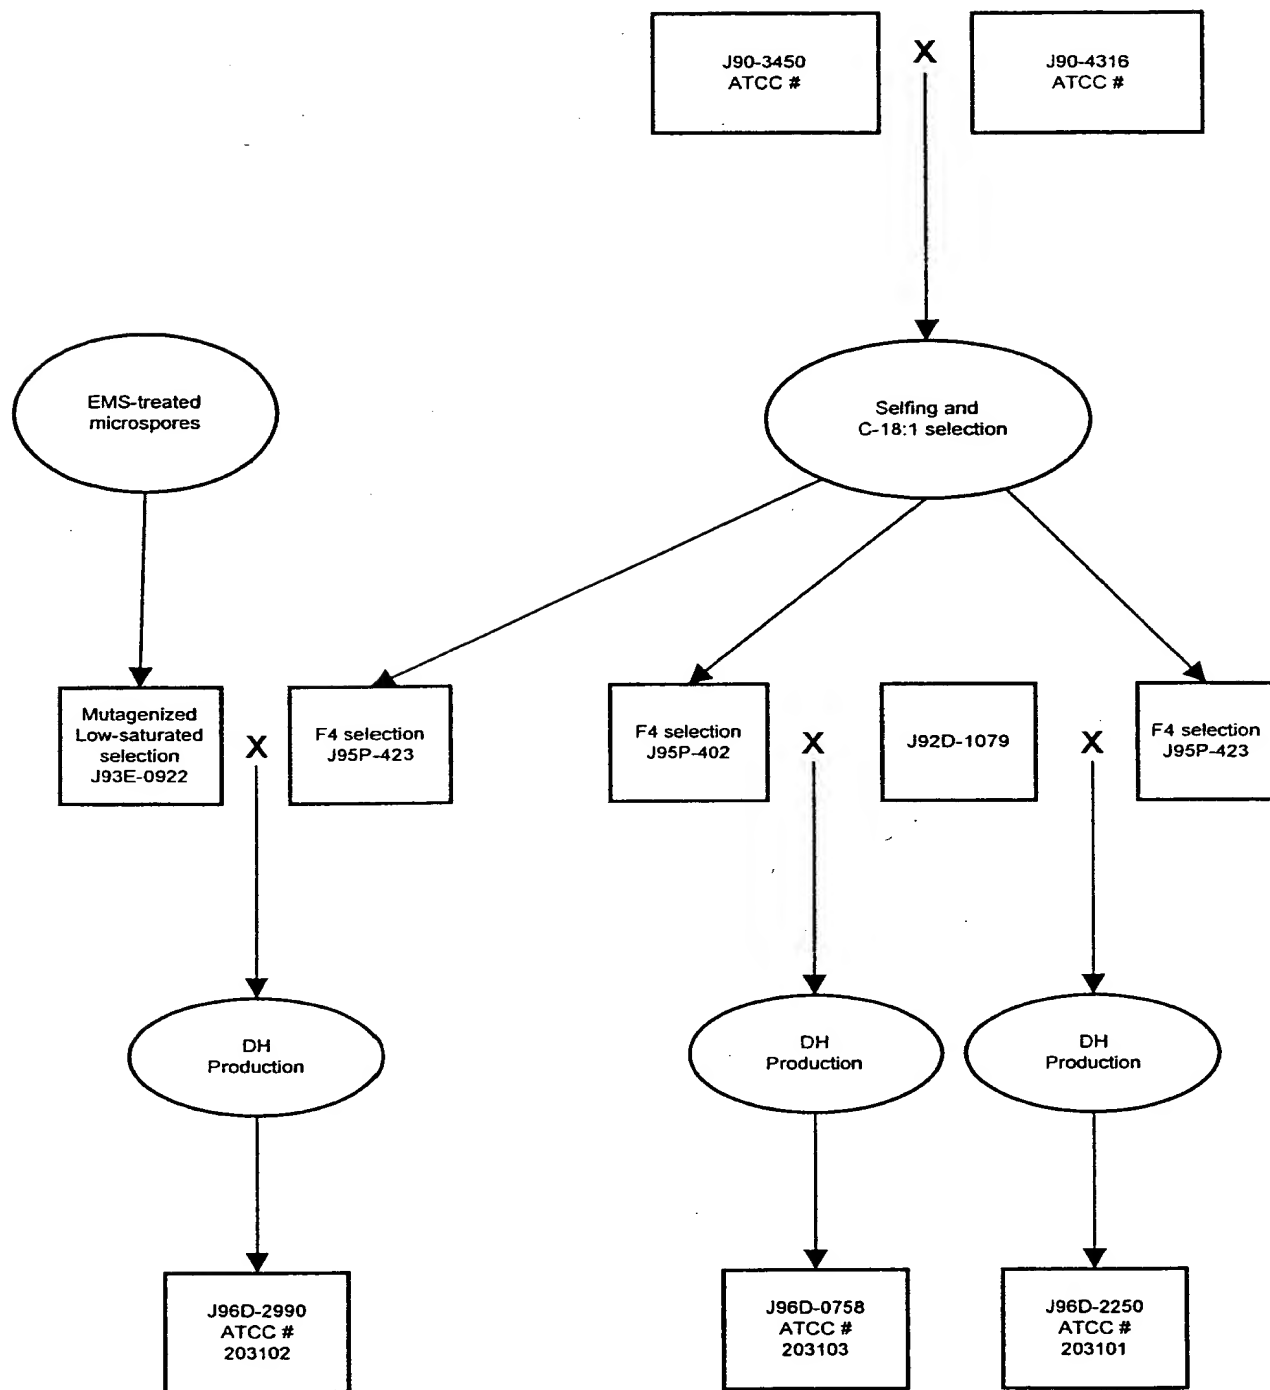 J90-3450
ATCC #
X
J90-4316
ATCC #
EMS-treated
microspores
Selfing and
C-18:1 selection
Mutagenized
Low-saturated
selection
J93E-0922
X
F4 selection
J95P-423
F4 selection
J95P-402
X
J92D-1079
X
F4 selection
J95P-423
DH
Production
DH
Production
DH
Production
J96D-2990
ATCC #
203102
J96D-0758
ATCC #
203103
J96D-2250
ATCC #
203101